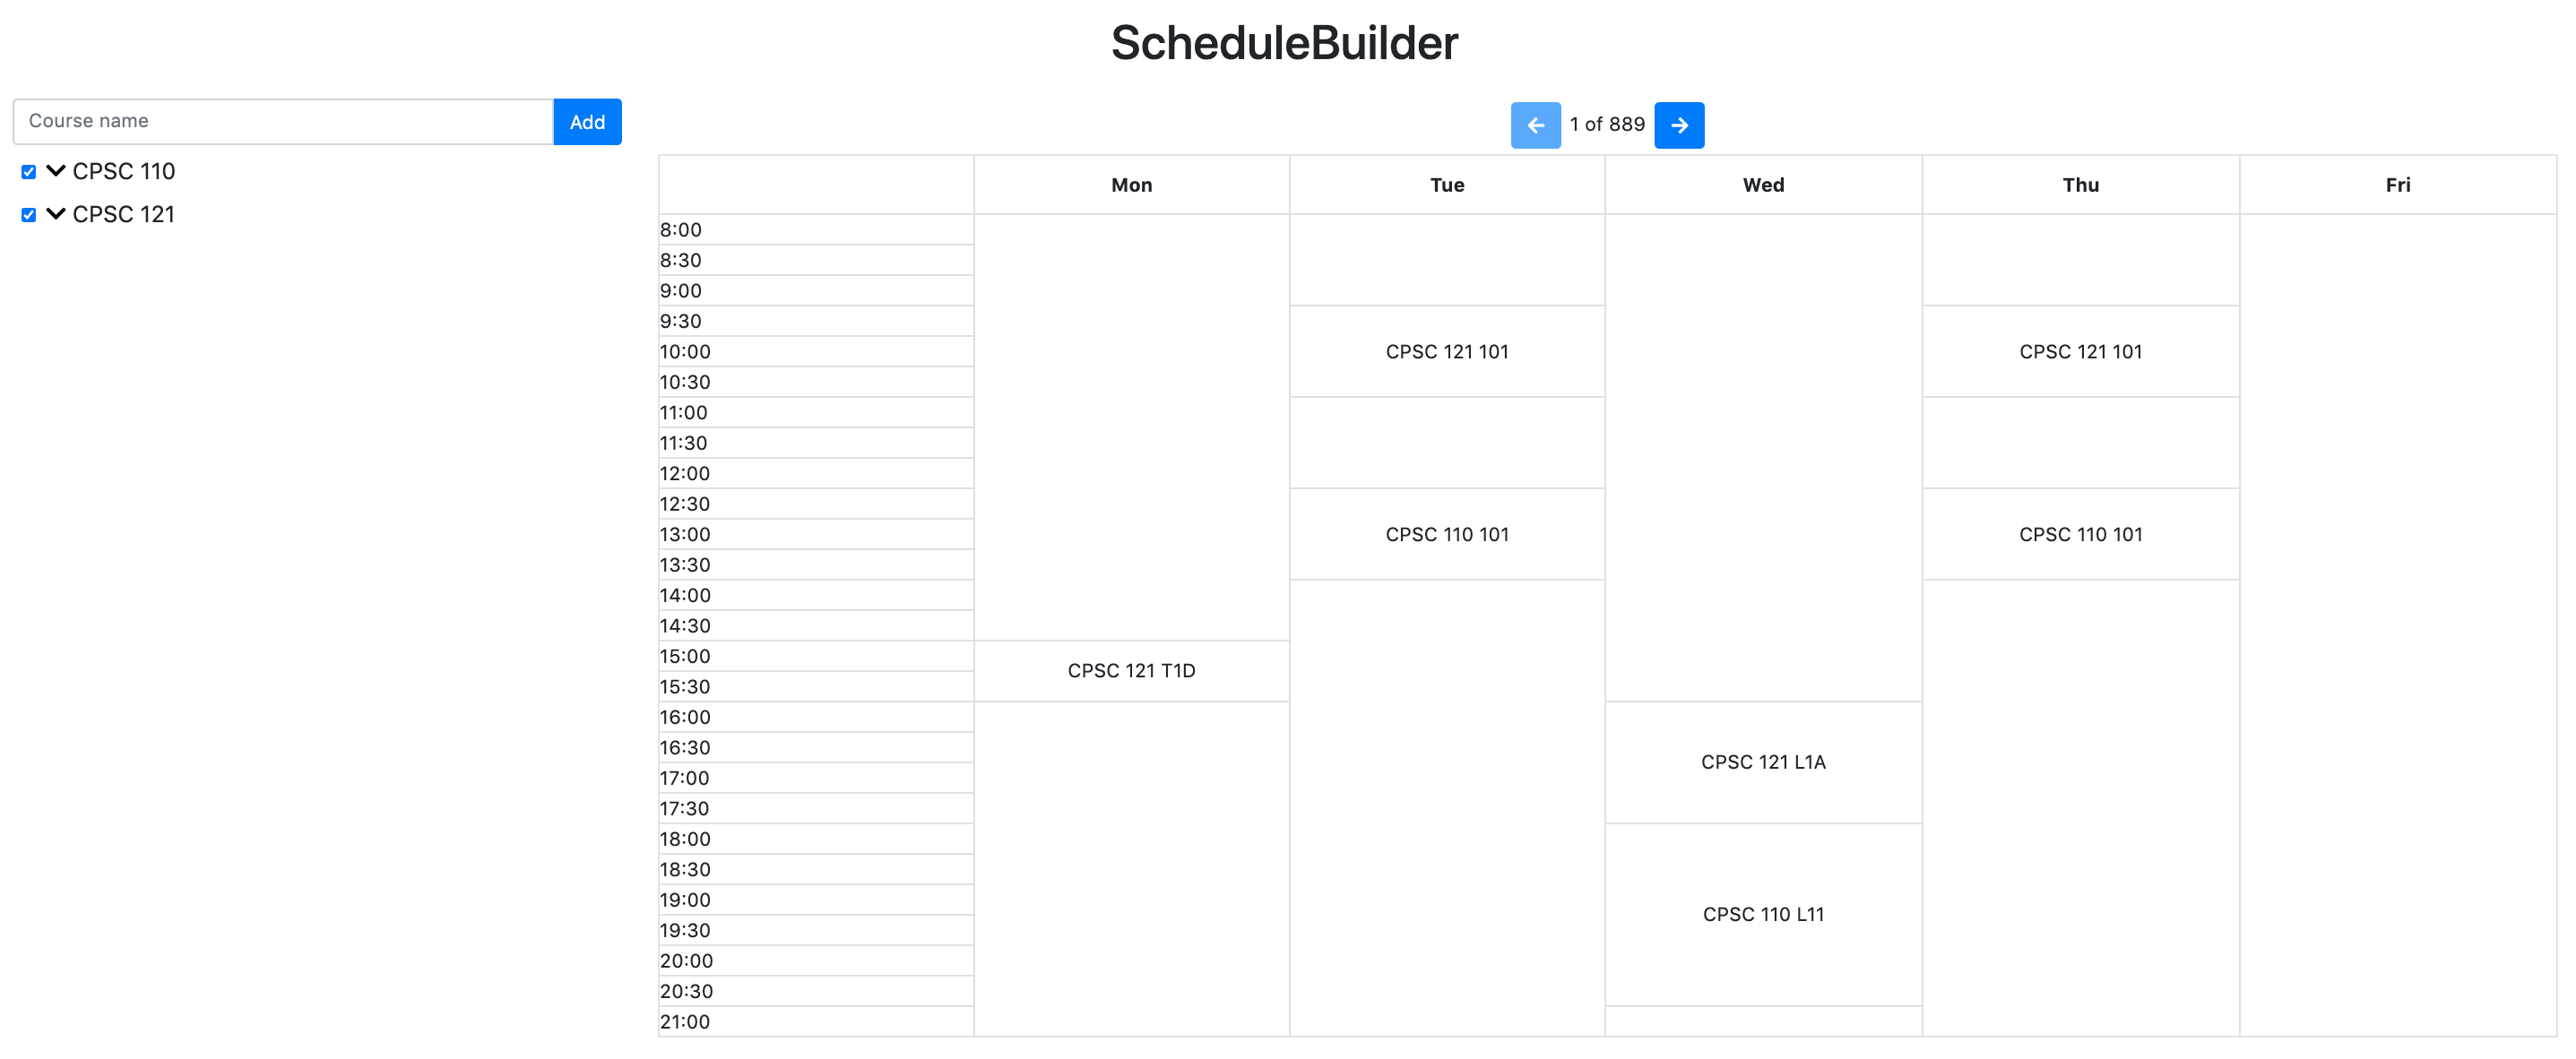 ScheduleBuilder
Course name
Add
CPSC 110
CPSC 121
1 of 889
Mon Tue Wed Thu Fri
8:00
8:30
9:00
9:30
10:00 CPSC 121 101 CPSC 121 101
10:30
11:00
11:30
12:00
12:30
13:00 CPSC 110 101 CPSC 110 101
13:30
14:00
14:30
15:00
CPSC 121 T1D
15:30
16:00
16:30
CPSC 121 L1A
17:00
17:30
18:00
18:30
19:00
CPSC 110 L11
19:30
20:00
20:30
21:00